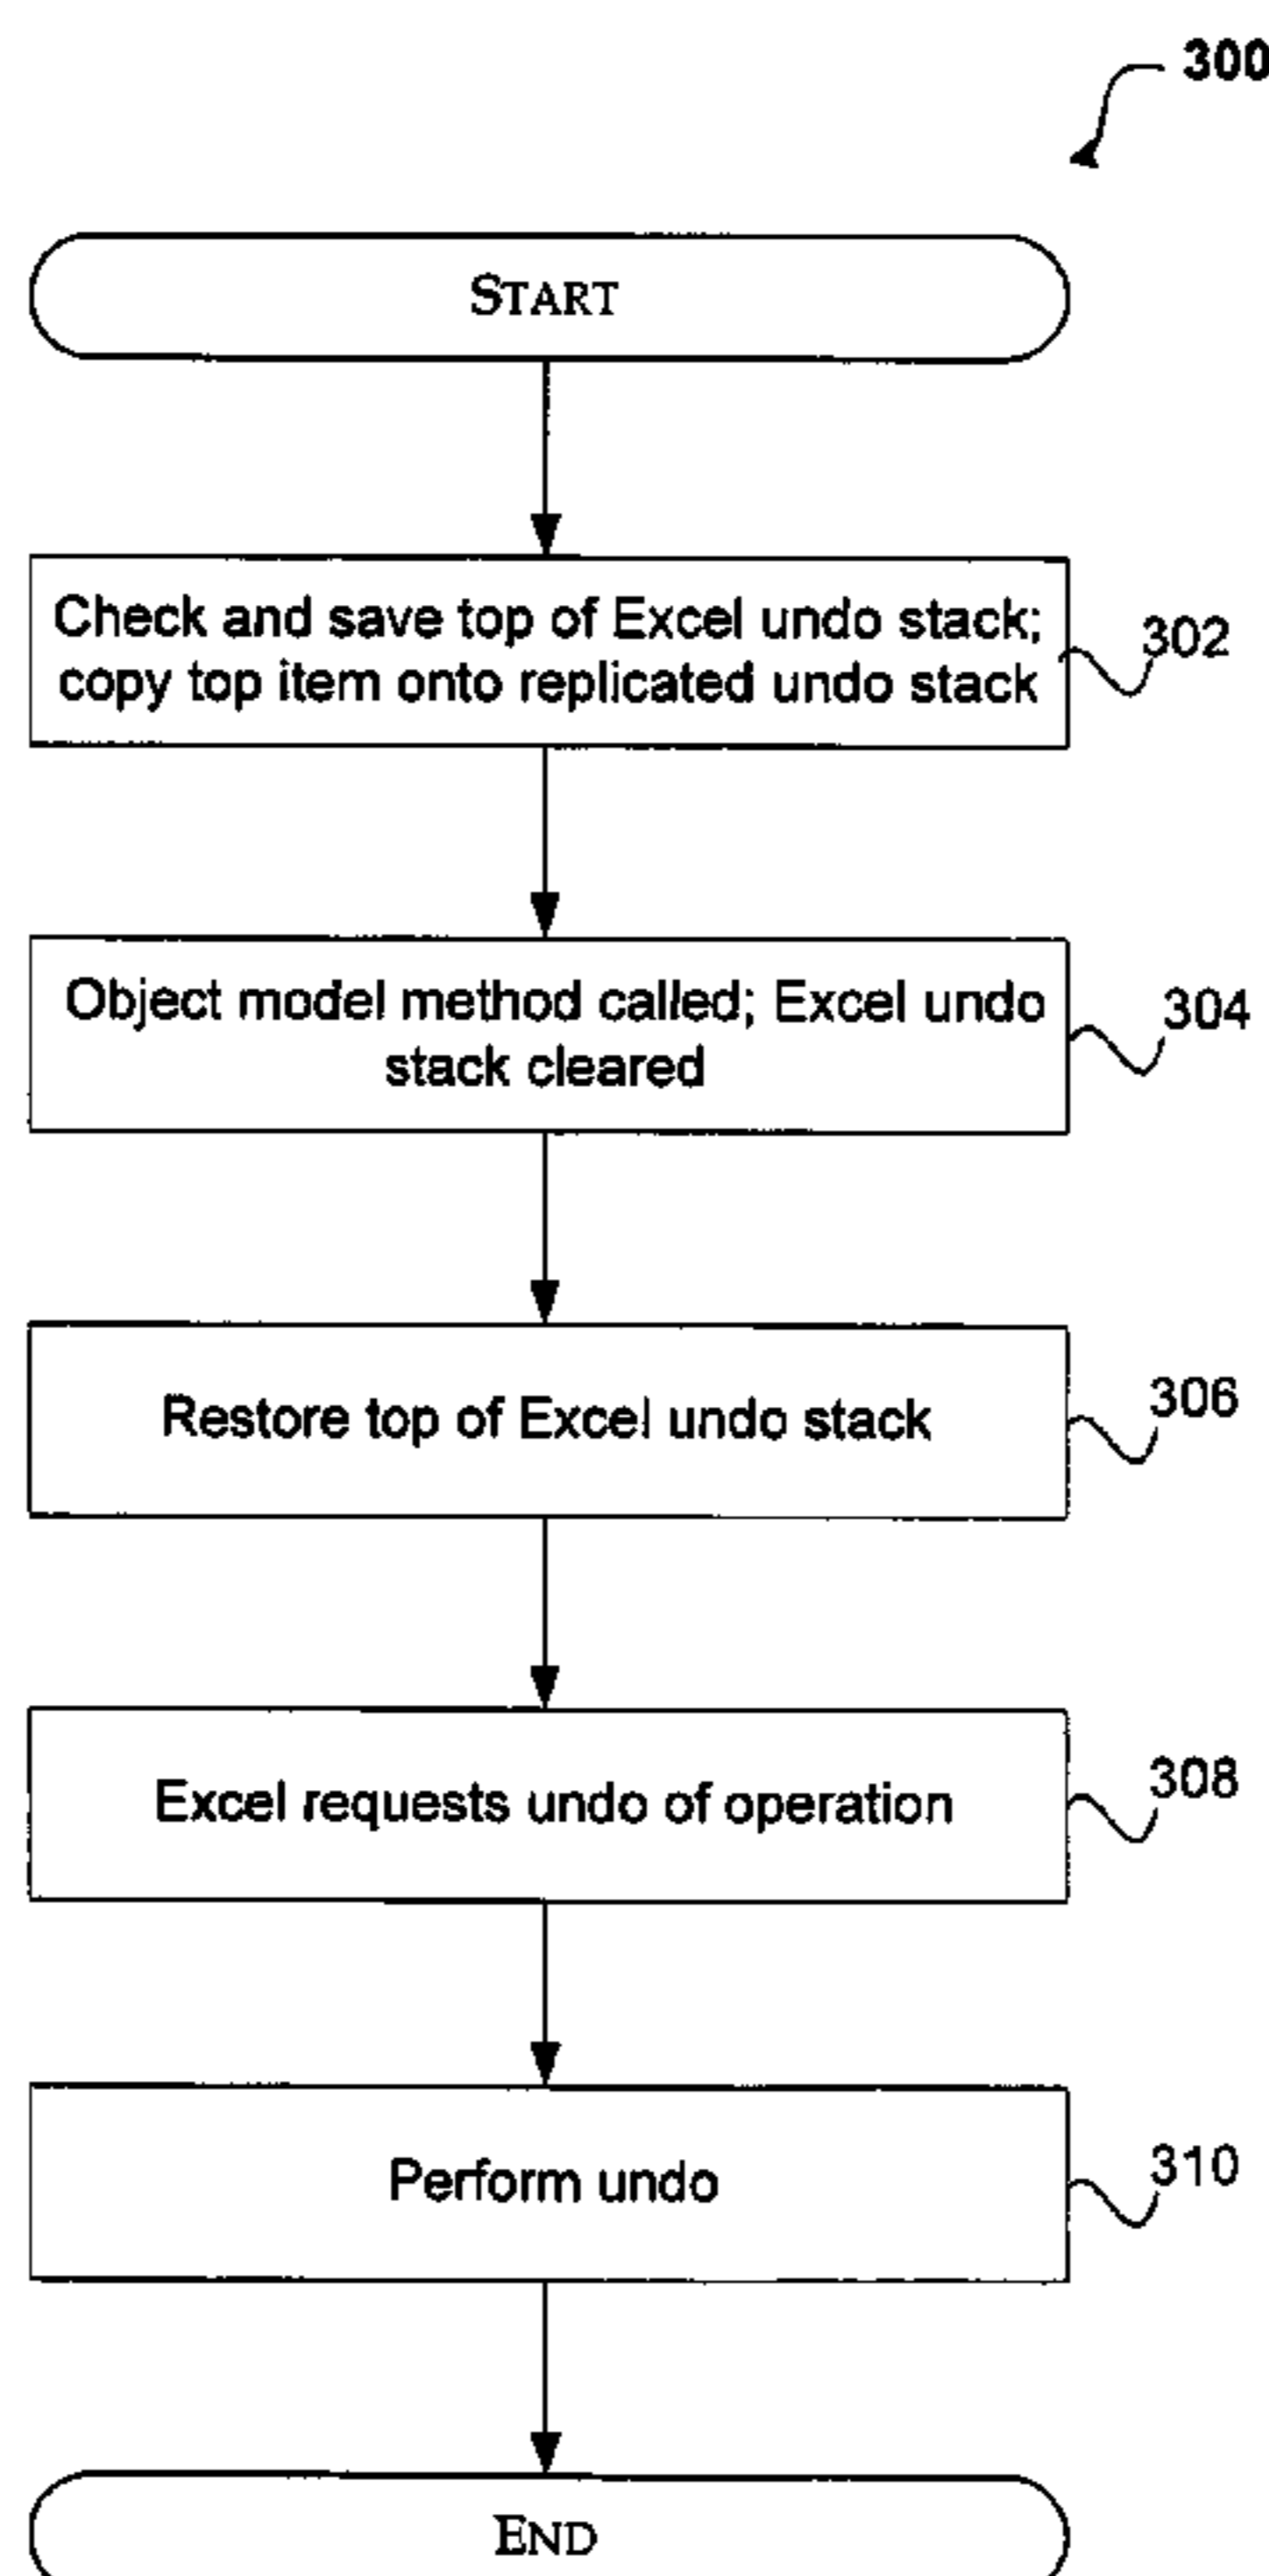 300
START
Check and save top of Excel undo stack;
copy top item onto replicated undo stack
302
Object model method called; Excel undo
stack cleared
304
Restore top of Excel undo stack
306
Excel requests undo of operation
308
Perform undo
310
END